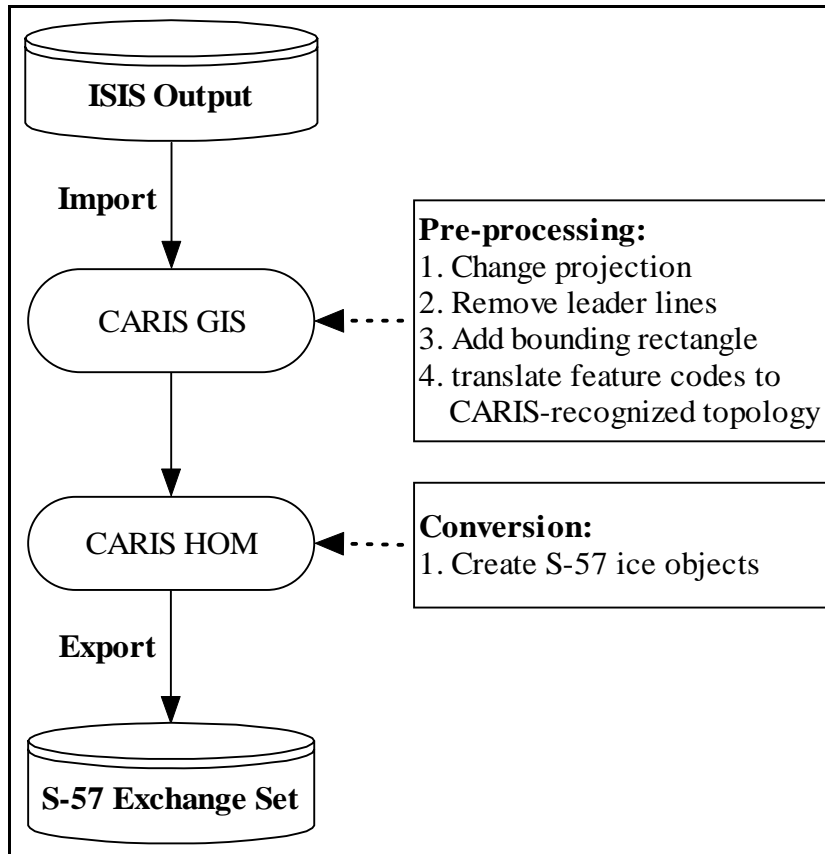 ISIS Output
Import
CARIS GIS
Pre-processing:
1. Change projection
2. Remove leader lines
3. Add bounding rectangle
4. translate feature codes to
CARIS-recognized topology
CARIS HOM
Conversion:
1. Create S-57 ice objects
Export
S-57 Exchange Set